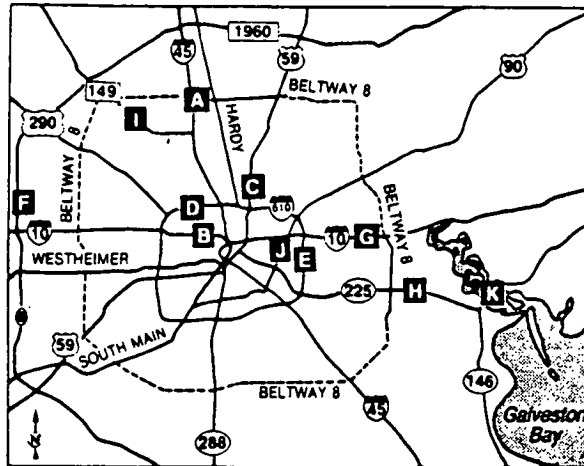 1960
45
59
90
BELTWAY 8
149
A
HARDY
I
290
BELTWAY 8
C
F
D
610
BELTWAY 8
10
B
10
G
WESTHEIMER
J
E
225
H
K
59
SOUTH MAIN
146
BELTWAY 8
45
288
Galveston
Bay